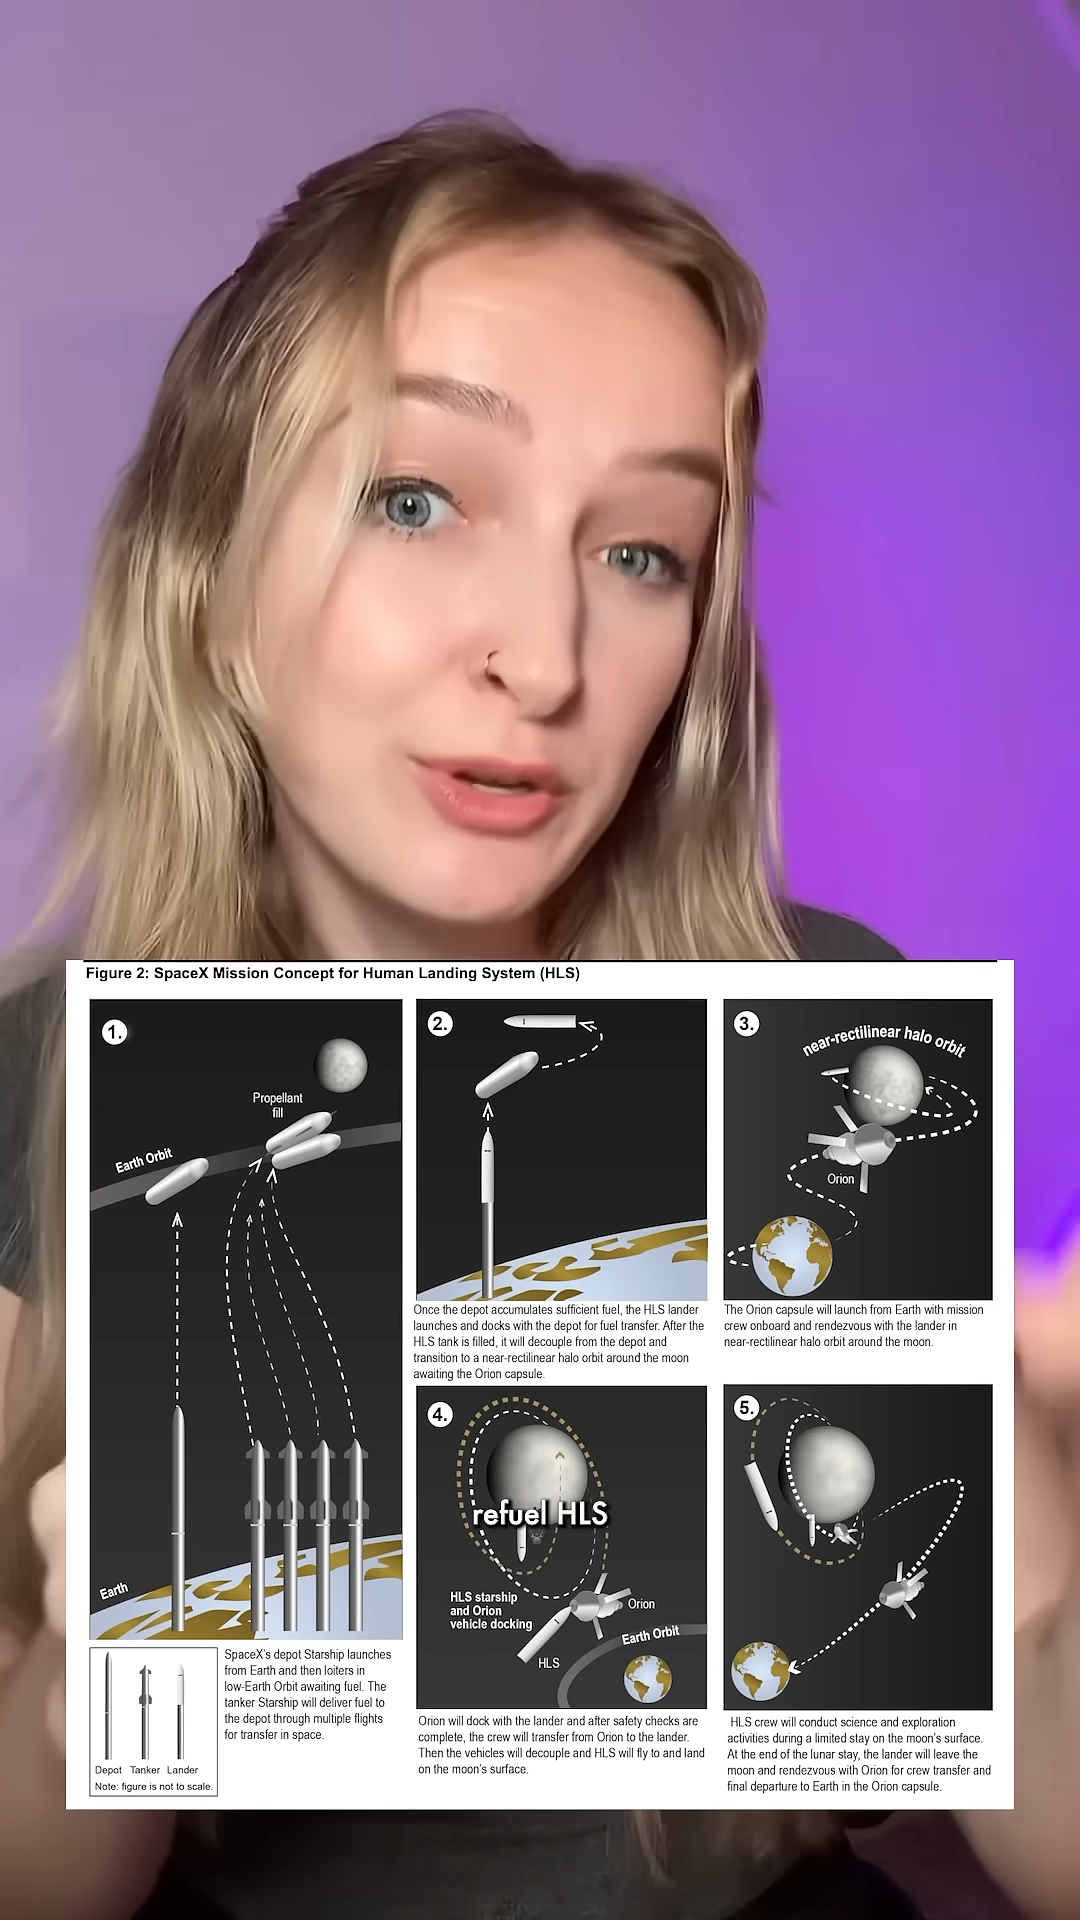 Figure 2: SpaceX Mission Concept for Human Landing System (HLS)
1.
Propellant
fill
Earth Orbit
Earth
Depot Tanker Lander
Note: figure is not to scale.
SpaceX's depot Starship launches
from Earth and then loiters in
low-Earth Orbit awaiting fuel. The
tanker Starship will deliver fuel to
the depot through multiple flights
for transfer in space.
2.
Once the depot accumulates sufficient fuel, the HLS lander
launches and docks with the depot for fuel transfer. After the
HLS tank is filled, it will decouple from the depot and
transition to a near-rectilinear halo orbit around the moon
awaiting the Orion capsule.
3.
near-rectilinear halo orbit
Orion
The Orion capsule will launch from Earth with mission
crew onboard and rendezvous with the lander in
near-rectilinear halo orbit around the moon.
4.
refuel HLS
HLS starship
and Orion
vehicle docking
Orion
HLS
Earth Orbit
Orion will dock with the lander and after safety checks are
complete, the crew will transfer from Orion to the lander.
Then the vehicles will decouple and HLS will fly to and land
on the moon's surface.
5.
HLS crew will conduct science and exploration
activities during a limited stay on the moon's surface.
At the end of the lunar stay, the lander will leave the
moon and rendezvous with Orion for crew transfer and
final departure to Earth in the Orion capsule.